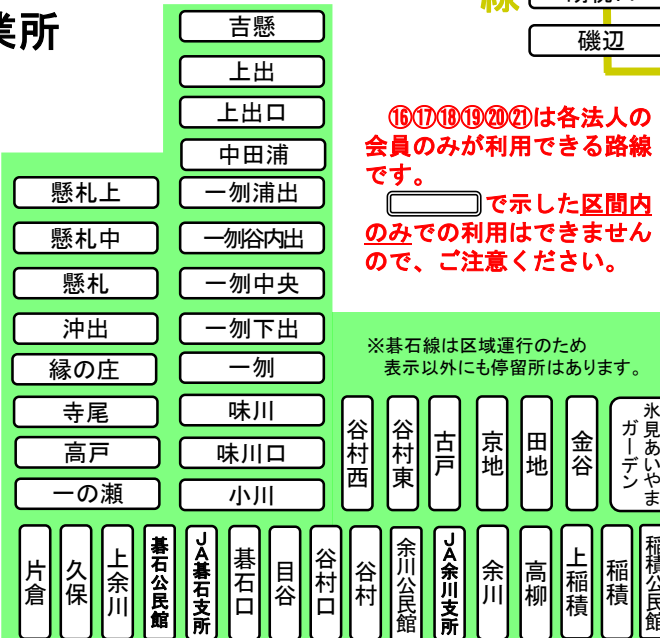 業所
線
磯辺
吉懸
上出
上出口
中田浦
一刎浦出
一刎谷内出
一刎中央
一刎下出
一刎
味川
味川口
小川
懸札上
懸札中
懸札
沖出
縁の庄
寺尾
高戸
一の瀬
⑯⑰⑱⑲⑳㉑は各法人の
会員のみが利用できる路線
です。
で示した区間内
のみでの利用はできません
ので、ご注意ください。
※碁石線は区域運行のため
表示以外にも停留所はあります。
谷村西
谷村東
古戸
京地
田地
金谷
氷見あいやま
ガーデン
片倉
久保
上余川
碁石公民館
JA碁石支所
碁石口
目谷
谷村口
谷村
余川公民館
JA余川支所
余川
高柳
上稲積
稲積
稲積公民館